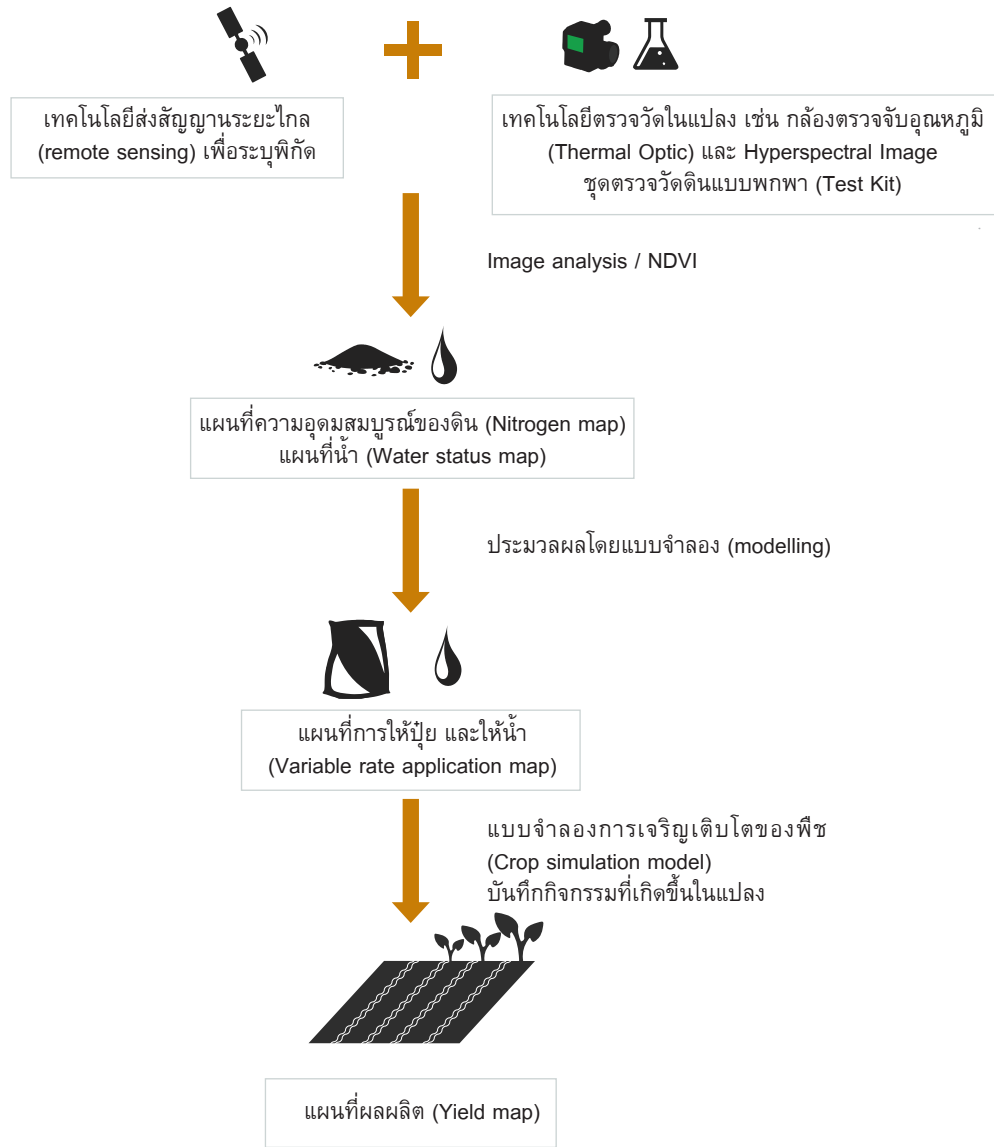 เทคโนโลยีส่งสัญญานระยะไกล
(remote sensing) เพื่อระบุพิกัด
เทคโนโลยีตรวจวัดในแปลง เช่น กล้องตรวจจับอุณหภูมิ
(Thermal Optic) และ Hyperspectral Image
ชุดตรวจวัดดินแบบพกพา (Test Kit)
Image analysis / NDVI
แผนที่ความอุดมสมบูรณ์ของดิน (Nitrogen map)
แผนที่น้ำ (Water status map)
ประมวลผลโดยแบบจำลอง (modelling)
แผนที่การให้ปุ๋ย และให้น้ำ
(Variable rate application map)
แบบจำลองการเจริญเติบโตของพืช
(Crop simulation model)
บันทึกกิจกรรมที่เกิดขึ้นในแปลง
แผนที่ผลผลิต (Yield map)